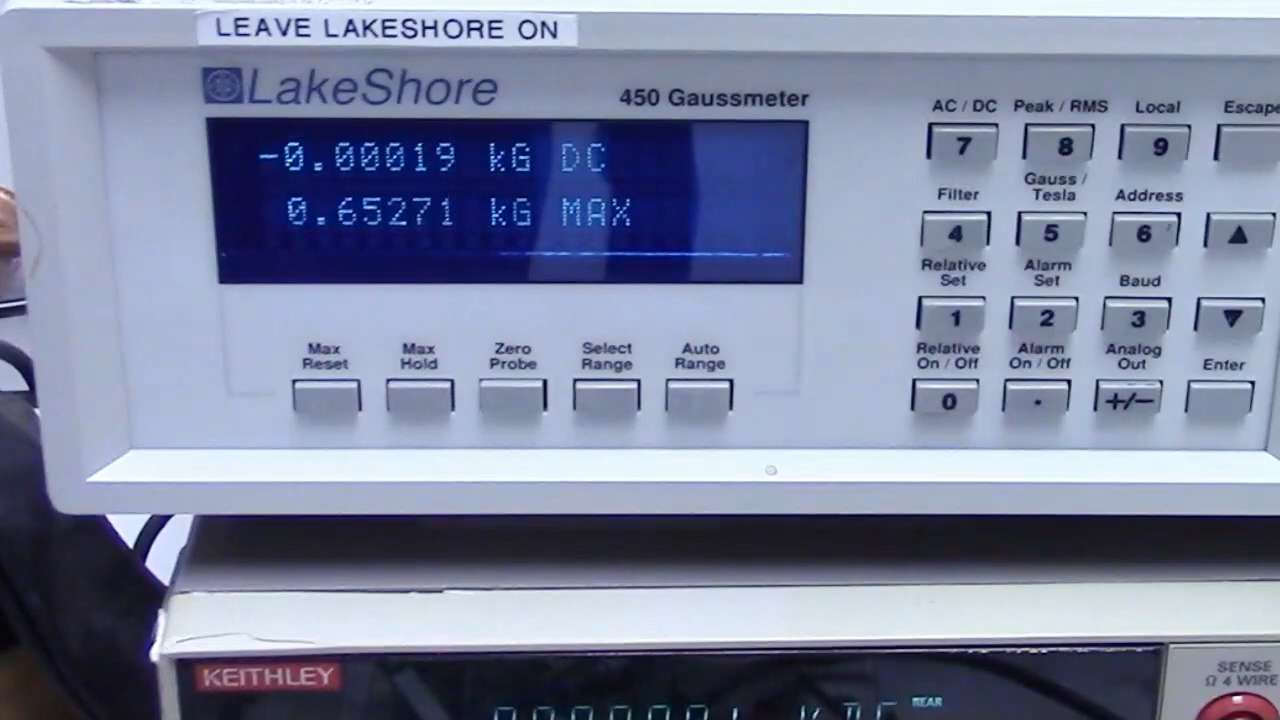 LEAVE LAKESHORE ON
LakeShore
450 Gaussmeter
-0.00019 kG DC
0.65271 kG MAX
Max Reset
Max Hold
Zero Probe
Select Range
Auto Range
AC / DC
Peak / RMS
Local
Escape
7
8
9
Filter
Gauss / Tesla
Address
4
5
6
▲
Relative Set
Alarm Set
Baud
1
2
3
▼
Relative On / Off
Alarm On / Off
Analog Out
Enter
0
.
+/−
KEITHLEY
REAR
SENSE
Ω 4 WIRE